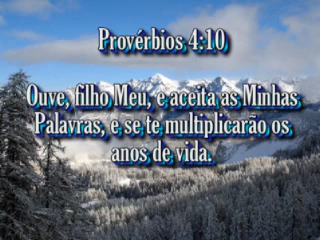 Provérbios 4:10
Ouve, filho Meu, e aceita as Minhas
Palavras, e se te multiplicarão os
anos de vida.